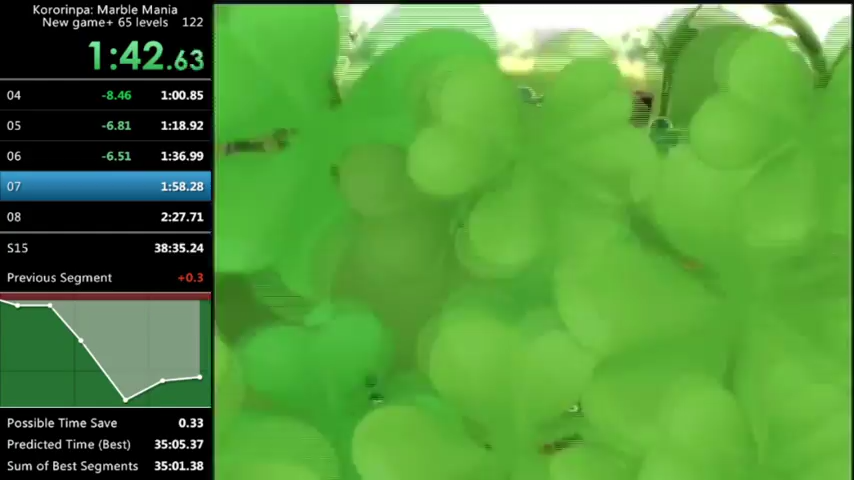 Kororinpa: Marble Mania
New game+ 65 levels 122
1:42.63
04 -8.46 1:00.85
05 -6.81 1:18.92
06 -6.51 1:36.99
07 1:58.28
08 2:27.71
S15 38:35.24
Previous Segment +0.3
Possible Time Save 0.33
Predicted Time (Best) 35:05.37
Sum of Best Segments 35:01.38